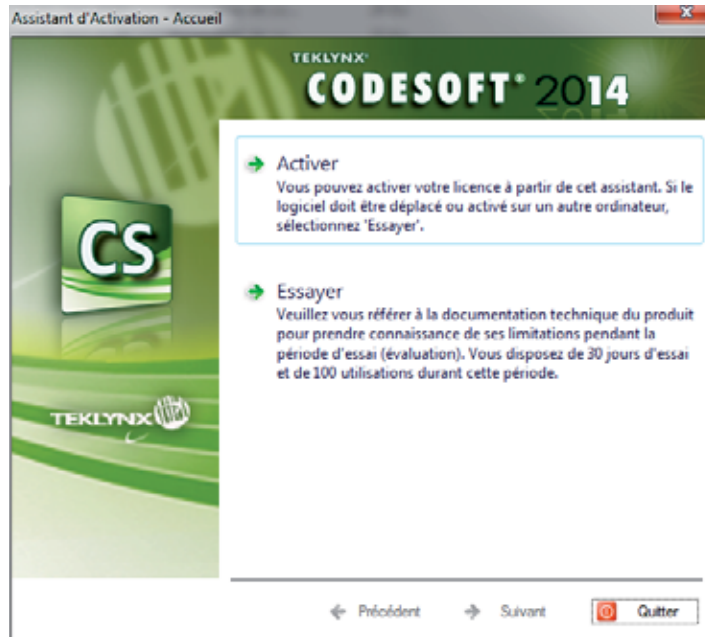 Assistant d'Activation - Accueil
TEKLYNX
CODESOFT® 2014
Activer
Vous pouvez activer votre licence à partir de cet assistant. Si le
logiciel doit être déplacé ou activé sur un autre ordinateur,
sélectionnez 'Essayer'.
CS
Essayer
Veuillez vous référer à la documentation technique du produit
pour prendre connaissance de ses limitations pendant la
période d'essai (évaluation). Vous disposez de 30 jours d'essai
et de 100 utilisations durant cette période.
TEKLYNX
Précédent Suivant Quitter